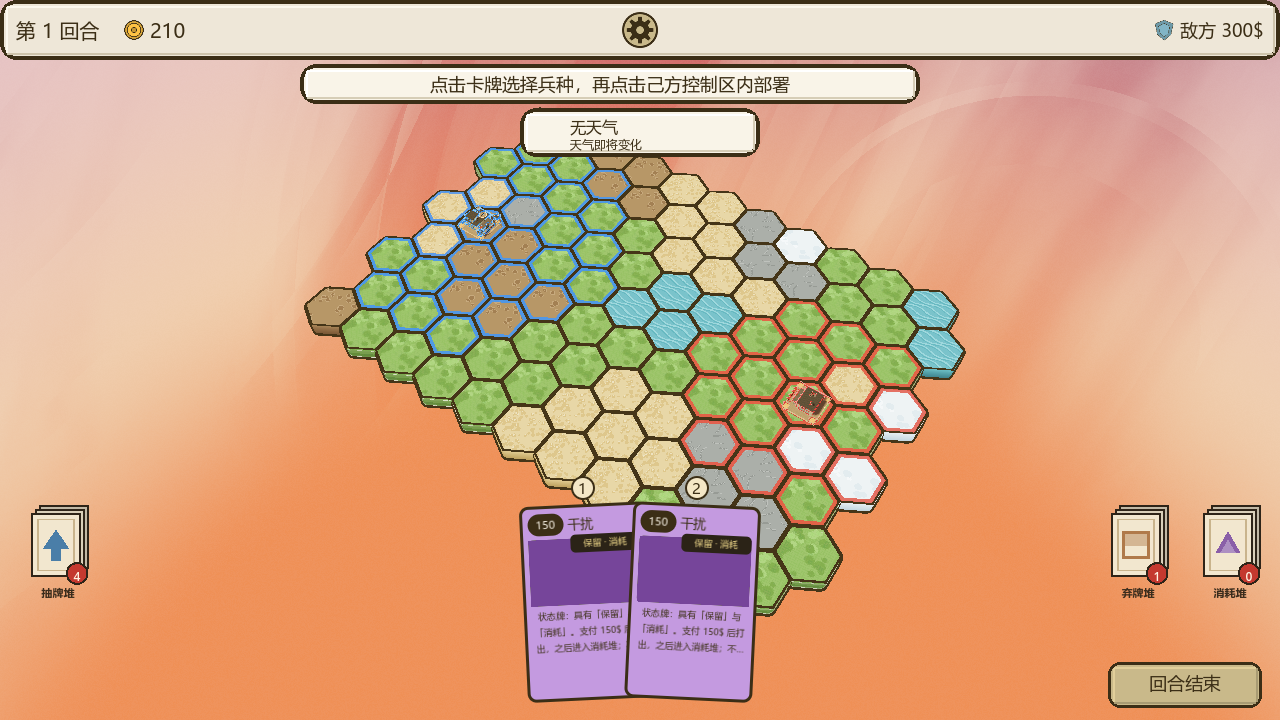 第 1 回合
210
敌方 300$
点击卡牌选择兵种，再点击己方控制区内部署
无天气
天气即将变化
1
2
150 干扰
保留 · 消耗
状态牌：具有「保留」
「消耗」。支付 150$
出，之后进入消耗堆；
150 干扰
保留 · 消耗
状态牌：具有「保留」与
「消耗」。支付 150$ 后打
出，之后进入消耗堆；不...
4
抽牌堆
1
弃牌堆
0
消耗堆
回合结束